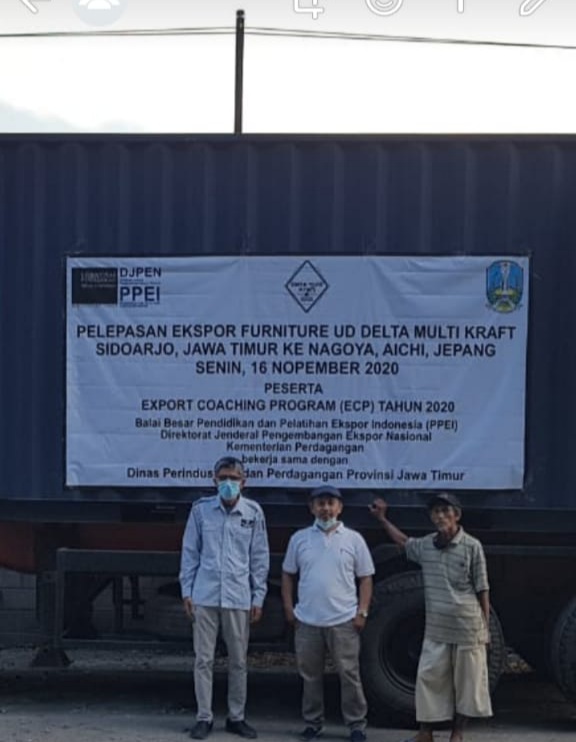 DJPEN
PPEI
PELEPASAN EKSPOR FURNITURE UD DELTA MULTI KRAFT
SIDOARJO, JAWA TIMUR KE NAGOYA, AICHI, JEPANG
SENIN, 16 NOPEMBER 2020
PESERTA
EXPORT COACHING PROGRAM (ECP) TAHUN 2020
Balai Besar Pendidikan dan Pelatihan Ekspor Indonesia (PPEI)
Direktorat Jenderal Pengembangan Ekspor Nasional
Kementerian Perdagangan
bekerja sama dengan
Dinas Perindus dan Perdagangan Provinsi Jawa Timur